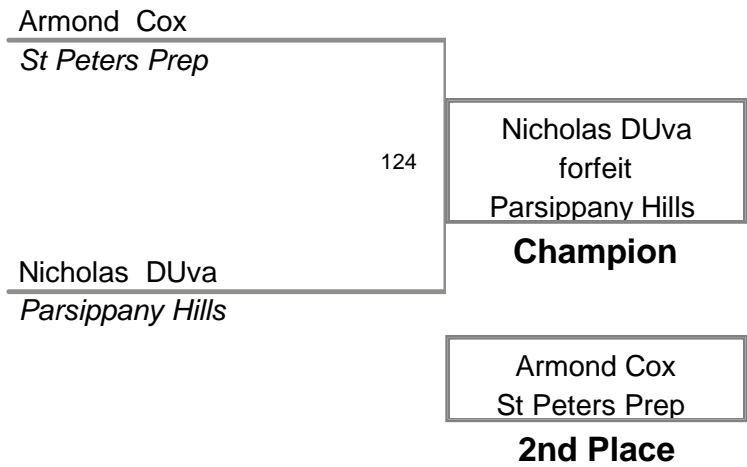 Armond Cox
St Peters Prep
Nicholas DUva
forfeit
Parsippany Hills
124
Champion
Nicholas DUva
Parsippany Hills
Armond Cox
St Peters Prep
2nd Place